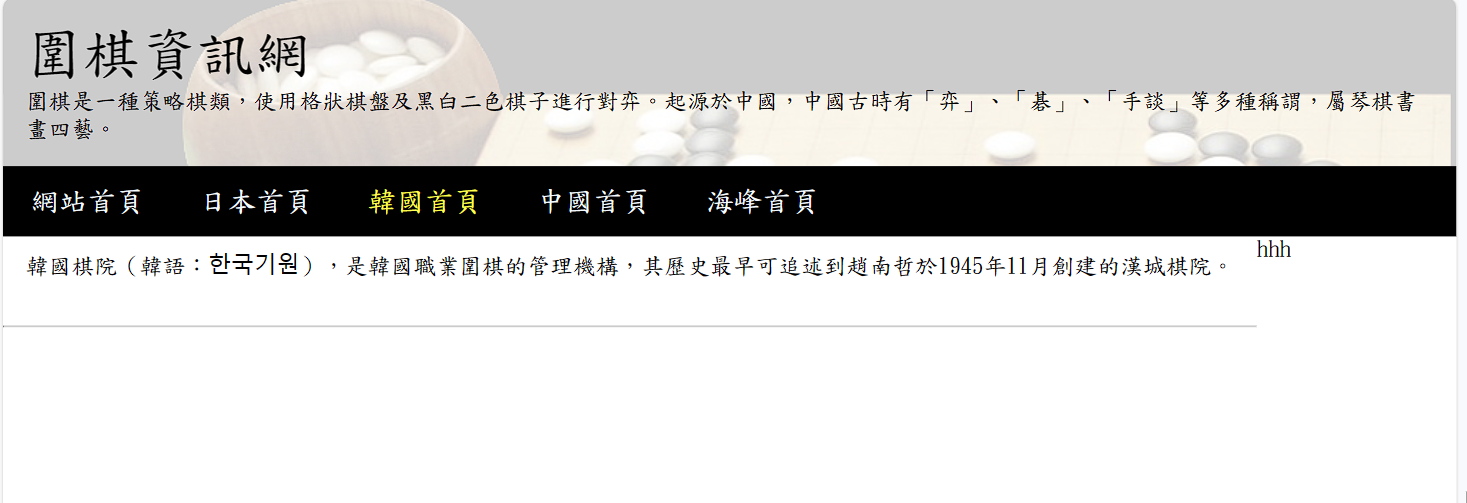 圍棋資訊網
圍棋是一種策略棋類，使用格狀棋盤及黑白二色棋子進行對弈。起源於中國，中國古時有「弈」、「碁」、「手談」等多種稱謂，屬琴棋書
畫四藝。
網站首頁 日本首頁 韓國首頁 中國首頁 海峰首頁
韓國棋院（韓語：한국기원），是韓國職業圍棋的管理機構，其歷史最早可追述到趙南哲於1945年11月創建的漢城棋院。
hhh